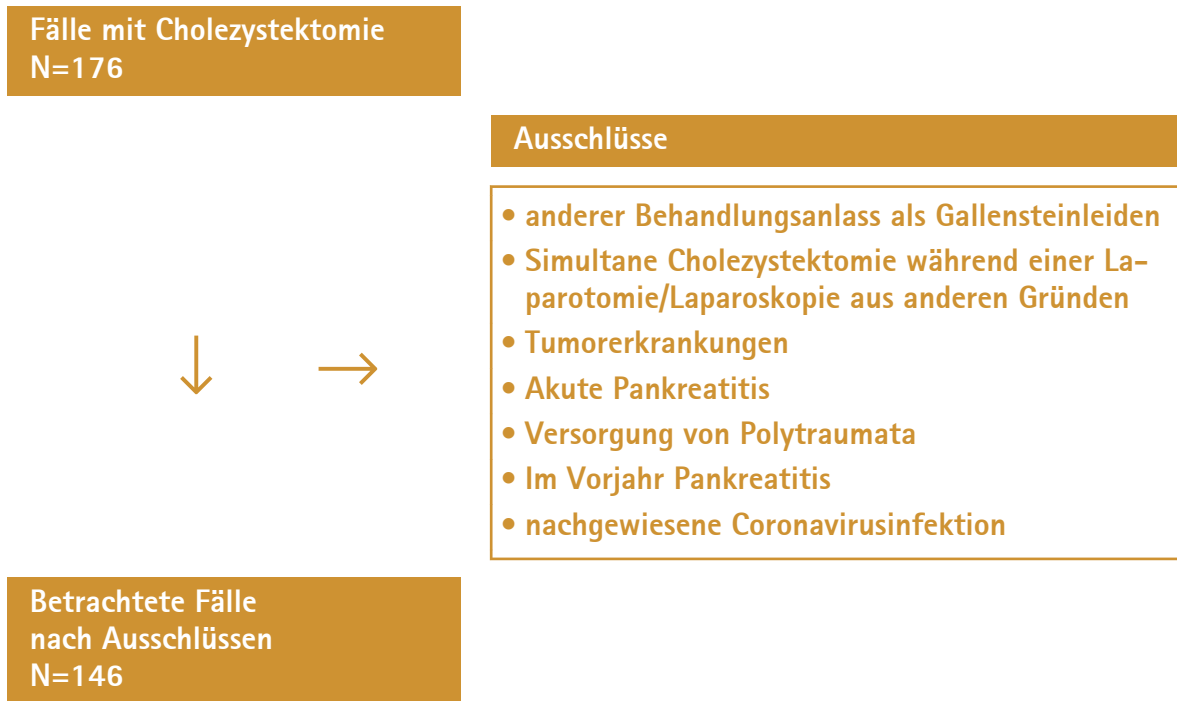 Fälle mit Cholezystektomie
N=176
Ausschlüsse
• anderer Behandlungsanlass als Gallensteinleiden
• Simultane Cholezystektomie während einer La-
parotomie/Laparoskopie aus anderen Gründen
• Tumorerkrankungen
• Akute Pankreatitis
• Versorgung von Polytraumata
• Im Vorjahr Pankreatitis
• nachgewiesene Coronavirusinfektion
Betrachtete Fälle
nach Ausschlüssen
N=146